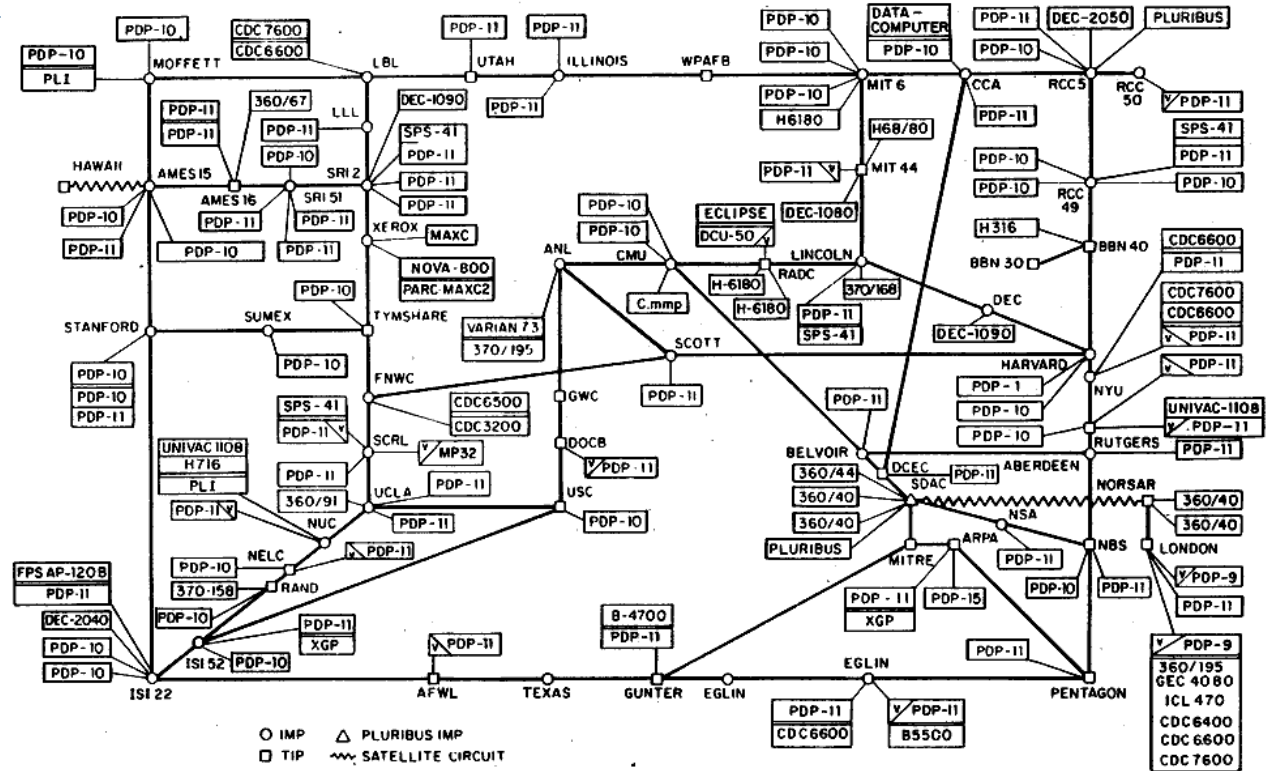 PDP-10
CDC7600
CDC6600
PDP-11
PDP-11
PDP-10
DATA-
COMPUTER
PDP-10
PDP-11
DEC-2050
PLURIBUS
PDP-10
PLI
MOFFETT
LBL
UTAH
ILLINOIS
WPAFB
PDP-10
PDP-10
MIT 6
CCA
RCC5
RCC
50
PDP-10
PDP-11
PDP-10
H6180
PDP-11
V PDP-11
PDP-11
PDP-11
360/67
LLL
PDP-11
DEC-1090
SPS-41
PDP-11
H68/80
SPS-41
PDP-11
PDP-10
HAWAII
AMES15
AMES 16
SRI 51
SRI 2
PDP-11
PDP-11 V
MIT 44
PDP-10
PDP-10
PDP-10
PDP-10
PDP-11
PDP-11
PDP-11
PDP-11
PDP-10
PDP-11
PDP-10
PDP-10
ECLIPSE
DCU-50 V
DEC-1080
RCC
49
H316
XEROX
MAXC
NOVA-800
PARC-MAXC2
ANL
CMU
RADC
LINCOLN
BBN 40
BBN 30
CDC6600
PDP-11
C.mmp
H-6180
H-6180
370/168
PDP-11
SPS-41
DEC
DEC-1090
CDC7600
CDC6600
V PDP-11
PDP-10
STANFORD
SUMEX
TYMSHARE
PDP-10
VARIAN 73
370/195
SCOTT
PDP-11
HARVARD
V PDP-11
PDP-10
PDP-10
PDP-11
FNWC
CDC6500
CDC3200
GWC
PDP-1
PDP-10
PDP-10
NYU
UNIVAC-1108
V PDP-11
SPS-41
PDP-11 V
SCRL
V MP32
DOCB
V PDP-11
PDP-11
BELVOIR
RUTGERS
ABERDEEN
PDP-11
UNIVAC 1108
H716
PLI
PDP-11
360/91
UCLA
PDP-11
PDP-11
USC
PDP-10
360/44
360/40
360/40
PLURIBUS
DCEC
PDP-11
SDAC
NORSAR
360/40
360/40
PDP-11 V
NUC
NSA
PDP-11
NELC
V PDP-11
PDP-10
370-158
RAND
PDP-10
MITRE
ARPA
NBS
PDP-10
PDP-11
LONDON
V PDP-9
PDP-11
FPS AP-120B
PDP-11
DEC-2040
PDP-10
PDP-10
PDP-11
XGP
PDP-10
ISI 52
B-4700
PDP-11
PDP-11
XGP
PDP-15
V PDP-9
360/195
GEC 4080
ICL 470
CDC6400
CDC6600
CDC7600
V PDP-11
PDP-11
ISI 22
AFWL
TEXAS
GUNTER
EGLIN
EGLIN
PENTAGON
PDP-11
CDC6600
V PDP-11
B5500
IMP
PLURIBUS IMP
TIP
SATELLITE CIRCUIT